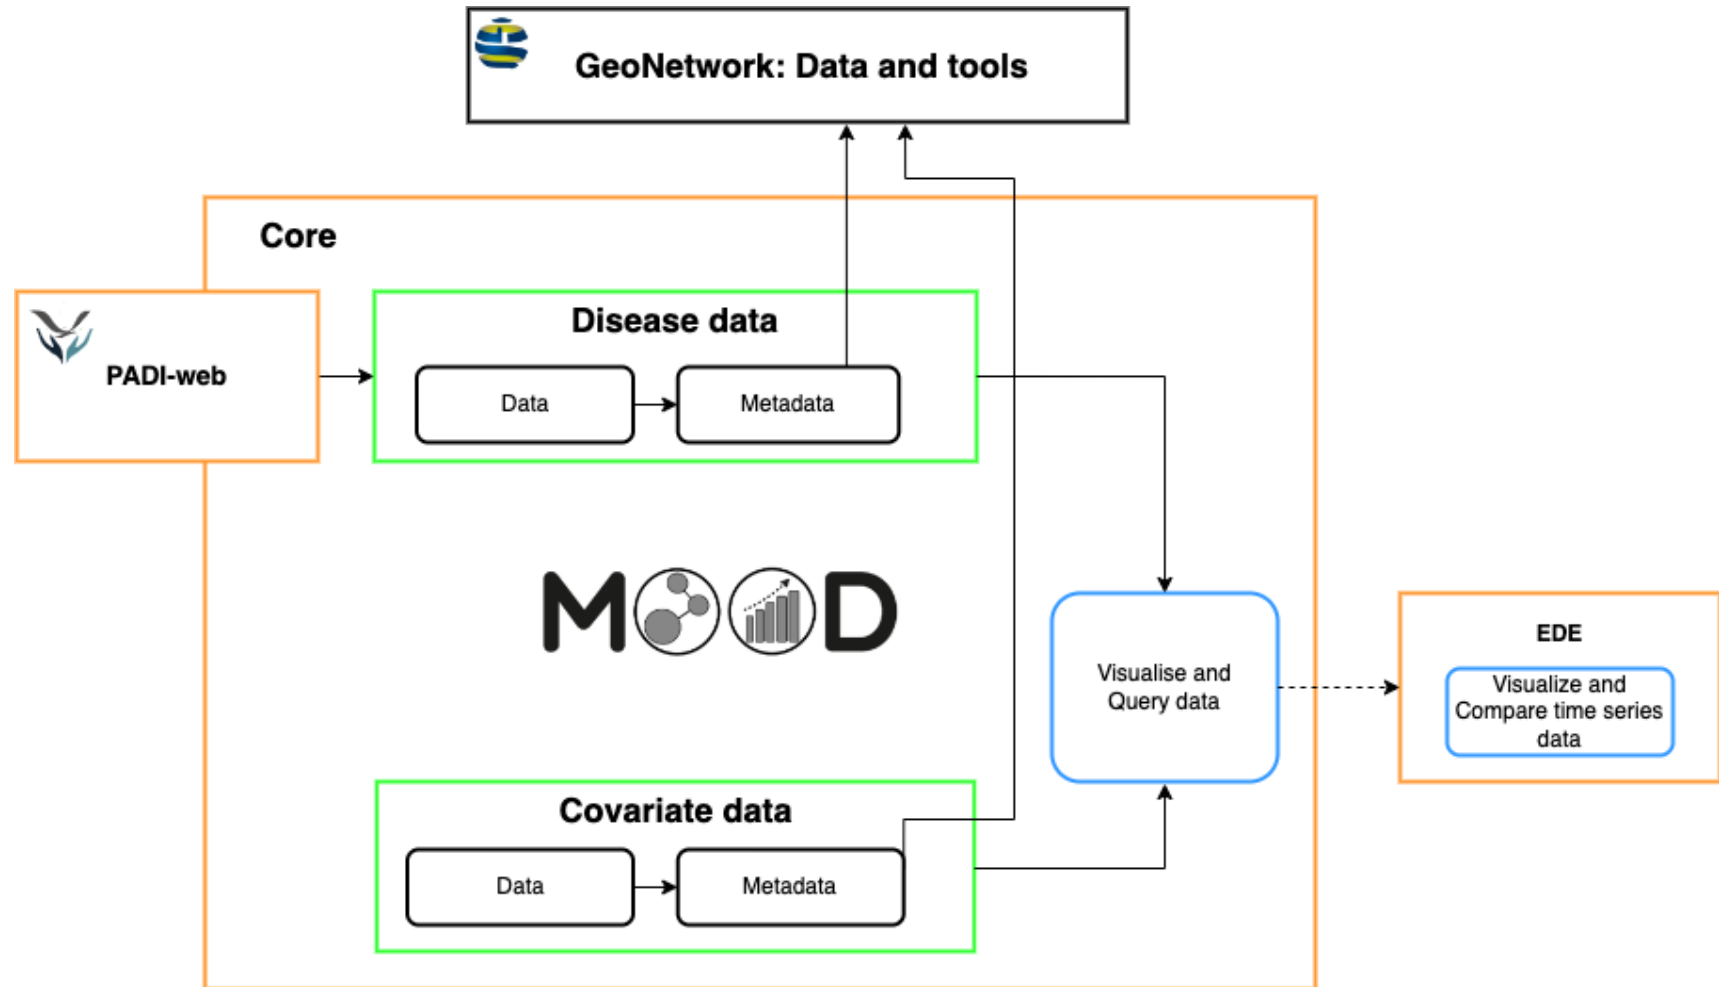 GeoNetwork: Data and tools
Core
PADI-web
Disease data
Data
Metadata
MOOD
Visualise and
Query data
EDE
Visualize and
Compare time series
data
Covariate data
Data
Metadata